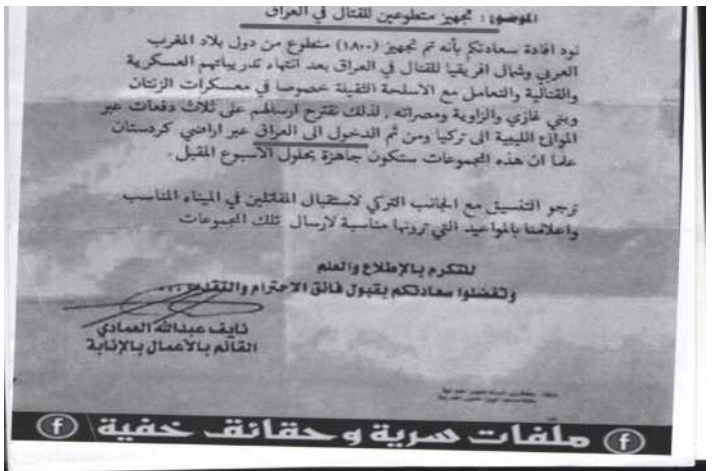 الموضوع : تجهيز متطوعين للقتال في العراق
نود افادة سعادتكم بأنه تم تجهيز (١٨٠٠) متطوع من دول بلاد المغرب
العربي وشمال افريقيا للقتال في العراق بعد انتهاء تدريباتهم العسكرية
والقتالية والتعامل مع الاسلحة الثقيلة خصوصا في معسكرات الزنتان
وبني غازي والزاوية ومصراته , لذلك نقترح ارسالهم على ثلاث دفعات عبر
الموانئ الليبية الى تركيا ومن ثم الدخول الى العراق عبر اراضي كردستان
علما ان هذه المجموعات ستكون جاهزة بحلول الأسبوع المقبل .
نرجو التنسيق مع الجانب التركي لاستقبال المقاتلين في الميناء المناسب
واعلامنا بالمواعيد التي ترونها مناسبة لارسال تلك المجموعات
للتكرم بالإطلاع والعلم
وتفضلوا سعادتكم بقبول فائق الاحترام والتقدير ...
نايف عبدالله العمادي
القائم بالأعمال بالإنابة
f ملفات سرية وحقائق خفية f